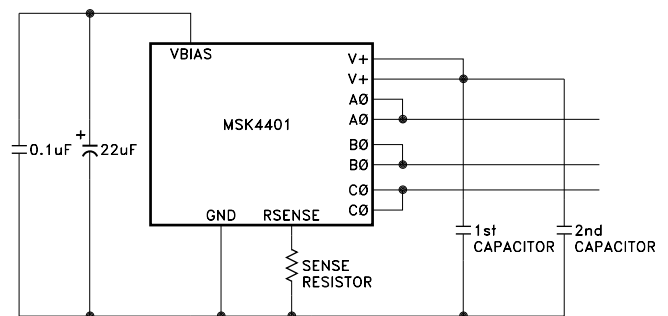 VBIAS
V+
V+
AØ
AØ
MSK4401
+
0.1uF
22uF
BØ
BØ
CØ
CØ
GND
RSENSE
1st
CAPACITOR
2nd
CAPACITOR
SENSE
RESISTOR